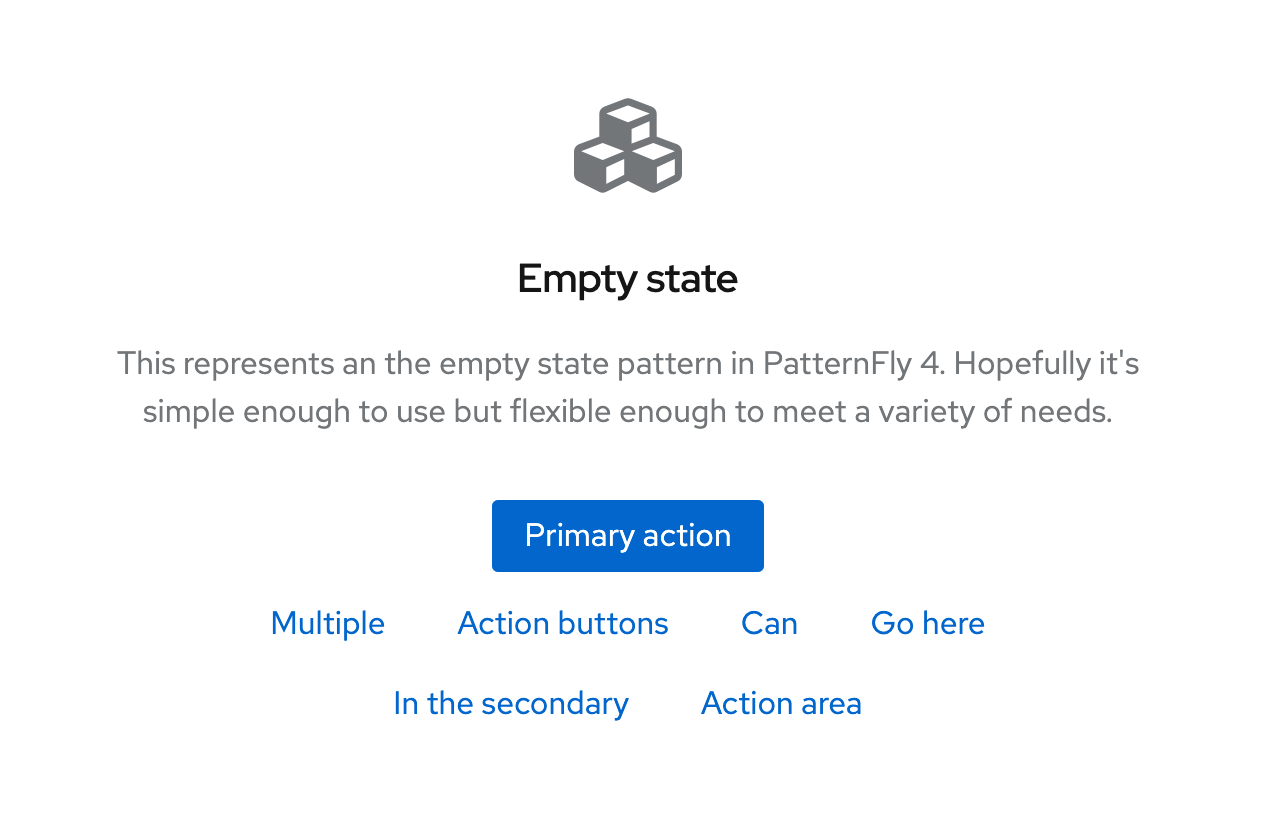 Empty state
This represents an the empty state pattern in PatternFly 4. Hopefully it's
simple enough to use but flexible enough to meet a variety of needs.
Primary action
Multiple Action buttons Can Go here
In the secondary Action area